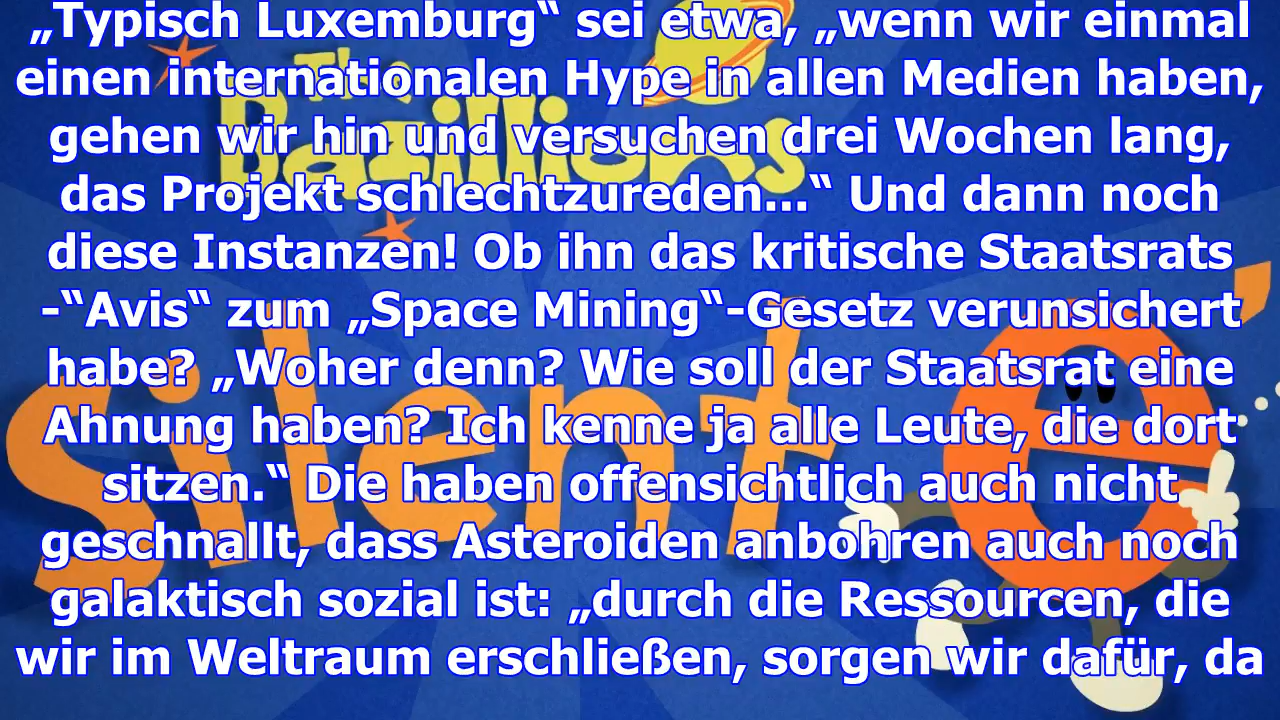 „Typisch Luxemburg“ sei etwa, „wenn wir einmal
einen internationalen Hype in allen Medien haben,
gehen wir hin und versuchen drei Wochen lang,
das Projekt schlechtzureden...“ Und dann noch
diese Instanzen! Ob ihn das kritische Staatsrats
-“Avis“ zum „Space Mining“-Gesetz verunsichert
habe? „Woher denn? Wie soll der Staatsrat eine
Ahnung haben? Ich kenne ja alle Leute, die dort
sitzen.“ Die haben offensichtlich auch nicht
geschnallt, dass Asteroiden anbohren auch noch
galaktisch sozial ist: „durch die Ressourcen, die
wir im Weltraum erschließen, sorgen wir dafür, da
The
Bazillions
Silent
e